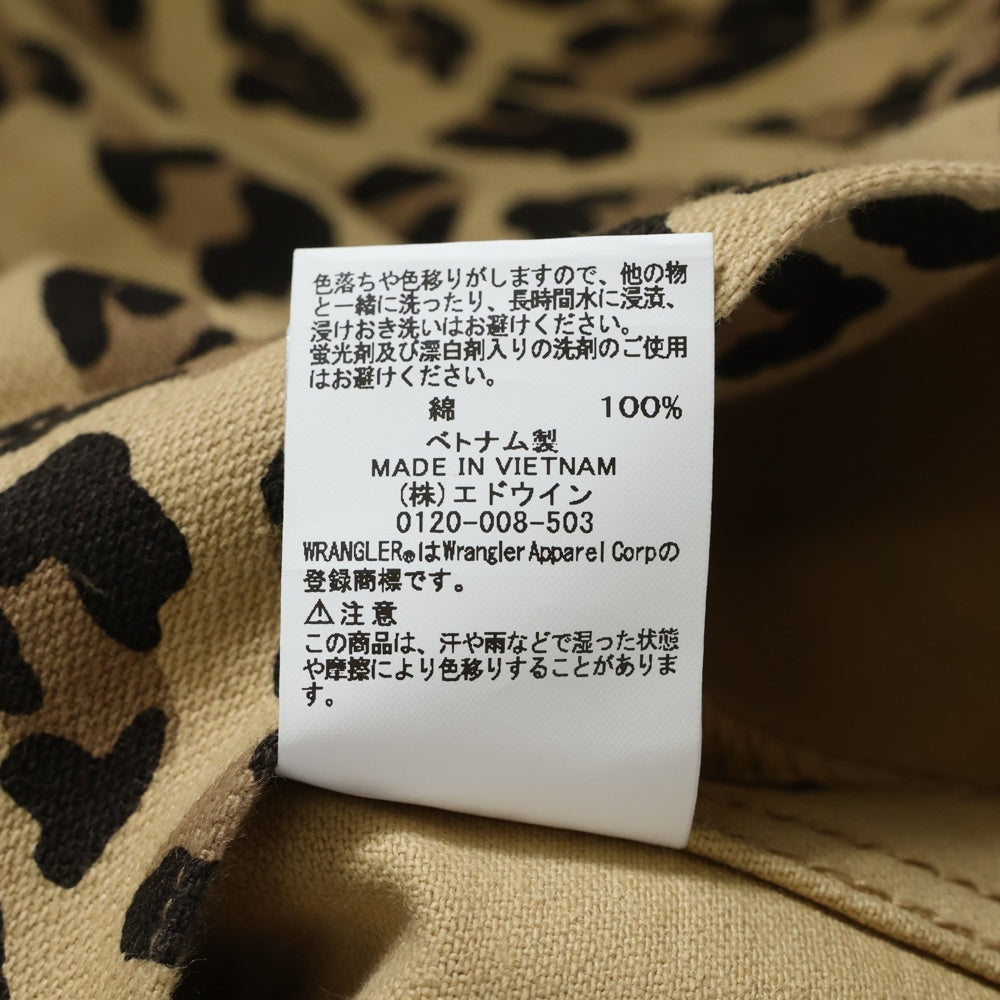 色落ちや色移りがしますので、他の物
と一緒に洗ったり、長時間水に浸漬、
浸けおき洗いはお避けください。
蛍光剤及び漂白剤入りの洗剤のご使用
はお避けください。
綿 100%
ベトナム製
MADE IN VIETNAM
(株)エドウイン
0120-008-503
WRANGLER®はWrangler Apparel Corpの
登録商標です。
⚠注意
この商品は、汗や雨などで湿った状態
や摩擦により色移りすることがありま
す。